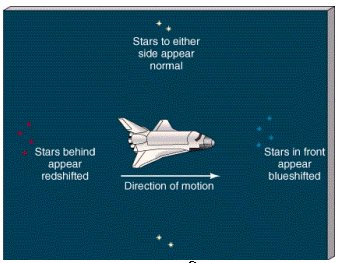 Stars to either
side appear
normal
Stars behind
appear
redshifted
Direction of motion
Stars in front
appear
blueshifted